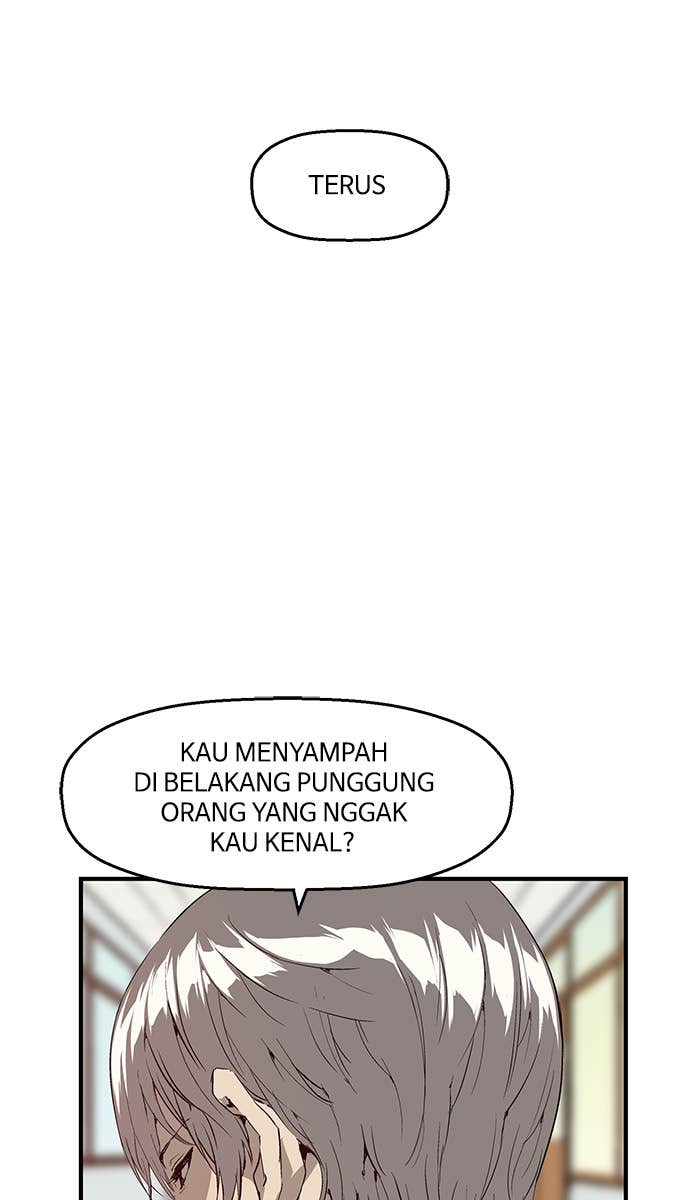 TERUS
KAU MENYAMPAH
DI BELAKANG PUNGGUNG
ORANG YANG NGGAK
KAU KENAL?